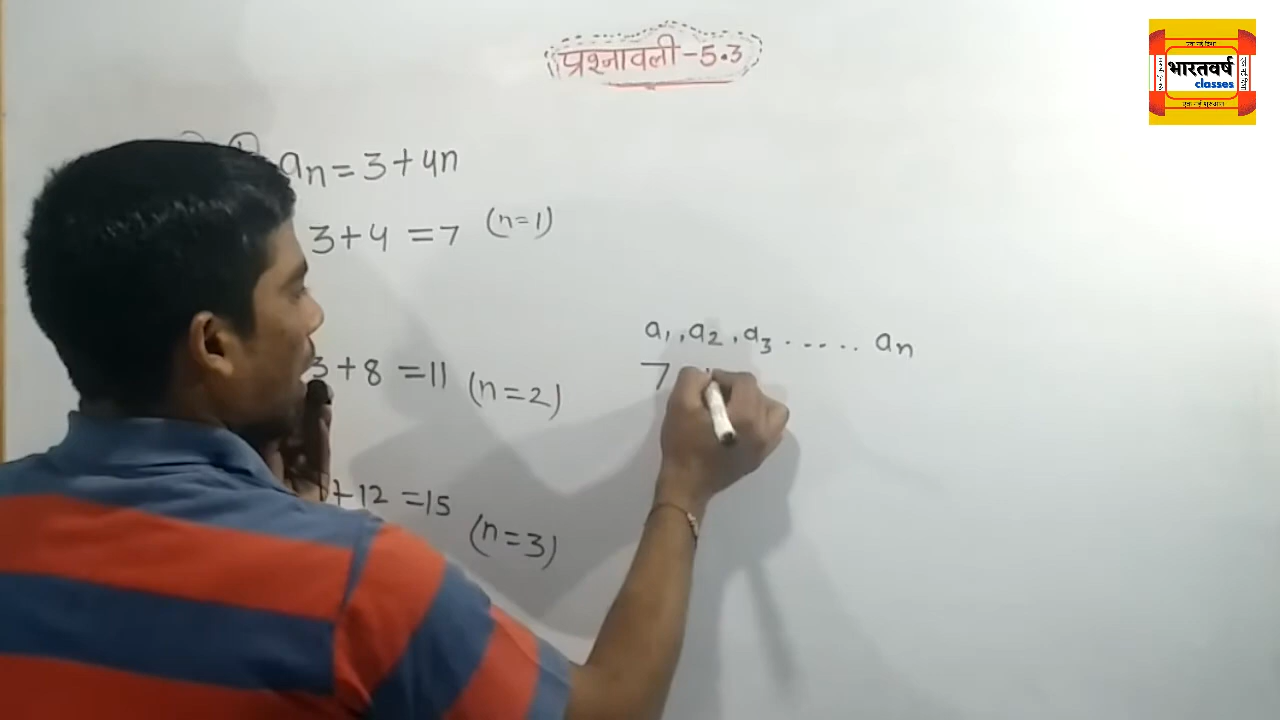 प्रश्नावली-5.3
भारतवर्ष
classes
an = 3 + 4n
3 + 4 = 7 (n=1)
3 + 8 = 11 (n=2)
+ 12 = 15 (n=3)
a1, a2, a3 ..... an
7